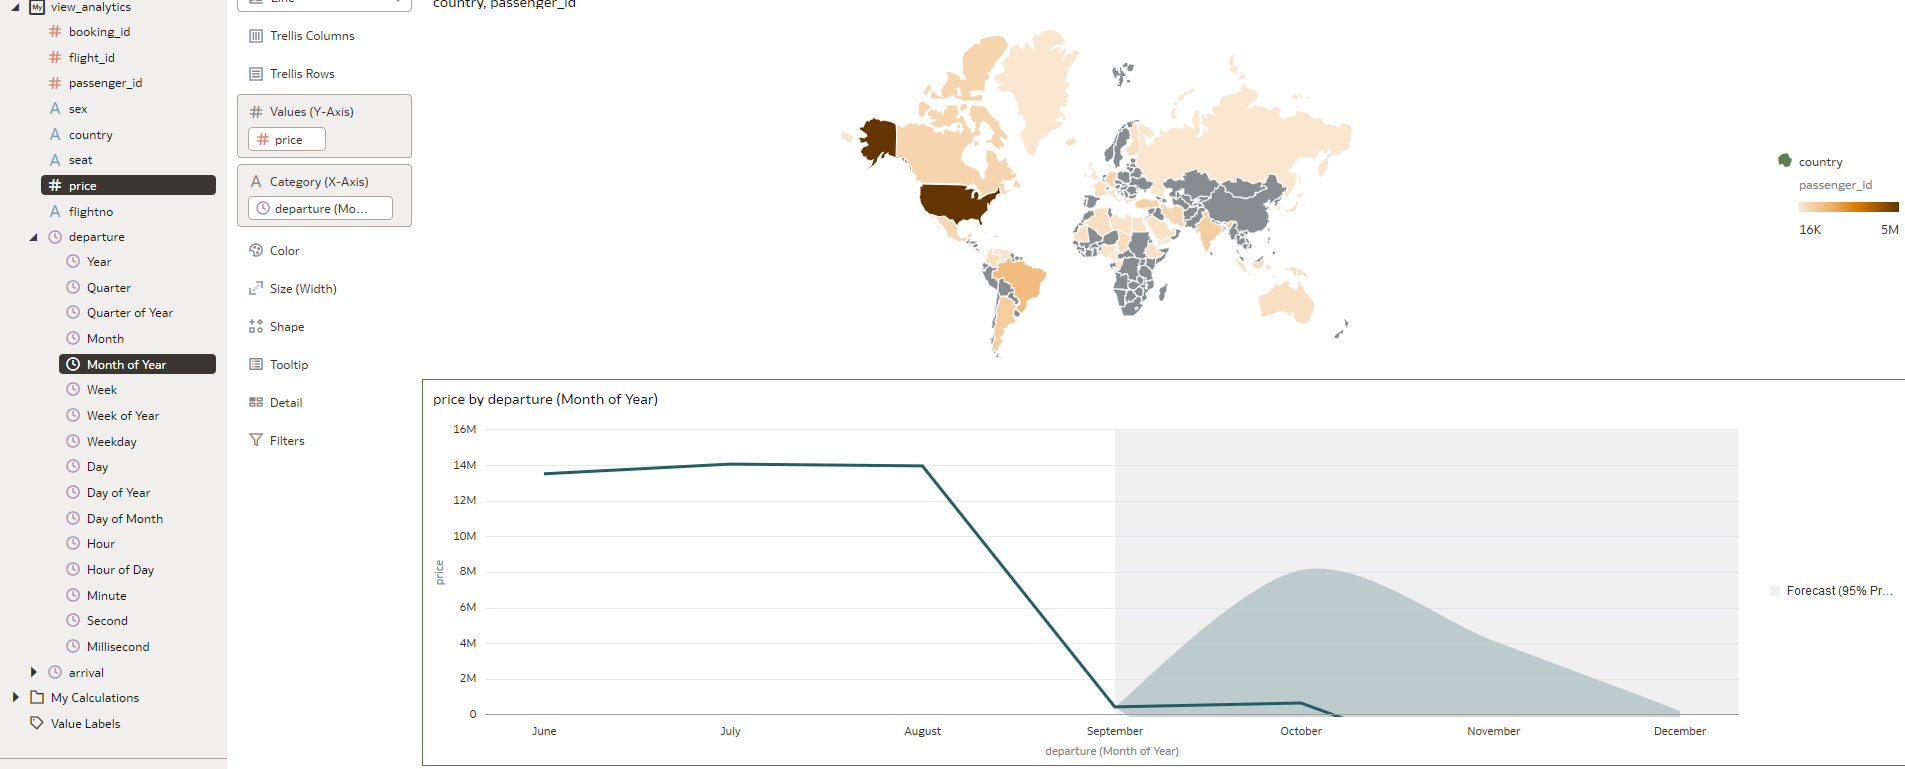 view_analytics
booking_id
flight_id
passenger_id
sex
country
seat
price
flightno
departure
Year
Quarter
Quarter of Year
Month
Month of Year
Week
Week of Year
Weekday
Day
Day of Year
Day of Month
Hour
Hour of Day
Minute
Second
Millisecond
arrival
My Calculations
Value Labels
Trellis Columns
Trellis Rows
Values (Y-Axis)
price
Category (X-Axis)
departure (Mo...
Color
Size (Width)
Shape
Tooltip
Detail
Filters
country, passenger_id
country
passenger_id
16K 5M
price by departure (Month of Year)
16M
14M
12M
10M
8M
6M
4M
2M
0
price
June July August September October November December
departure (Month of Year)
Forecast (95% Pr...